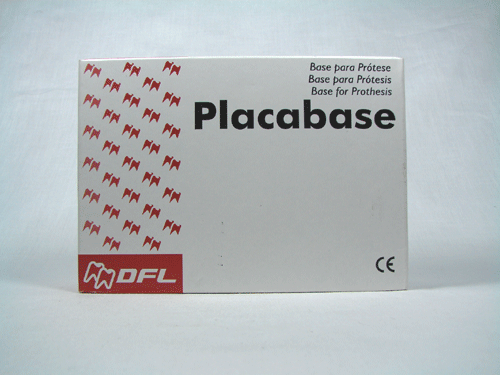 Base para Prótese
Base para Prótesis
Base for Prothesis
Placabase
DFL
CE